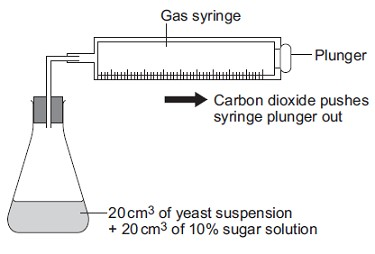 Gas syringe
Plunger
Carbon dioxide pushes
syringe plunger out
20 cm³ of yeast suspension
+ 20 cm³ of 10% sugar solution